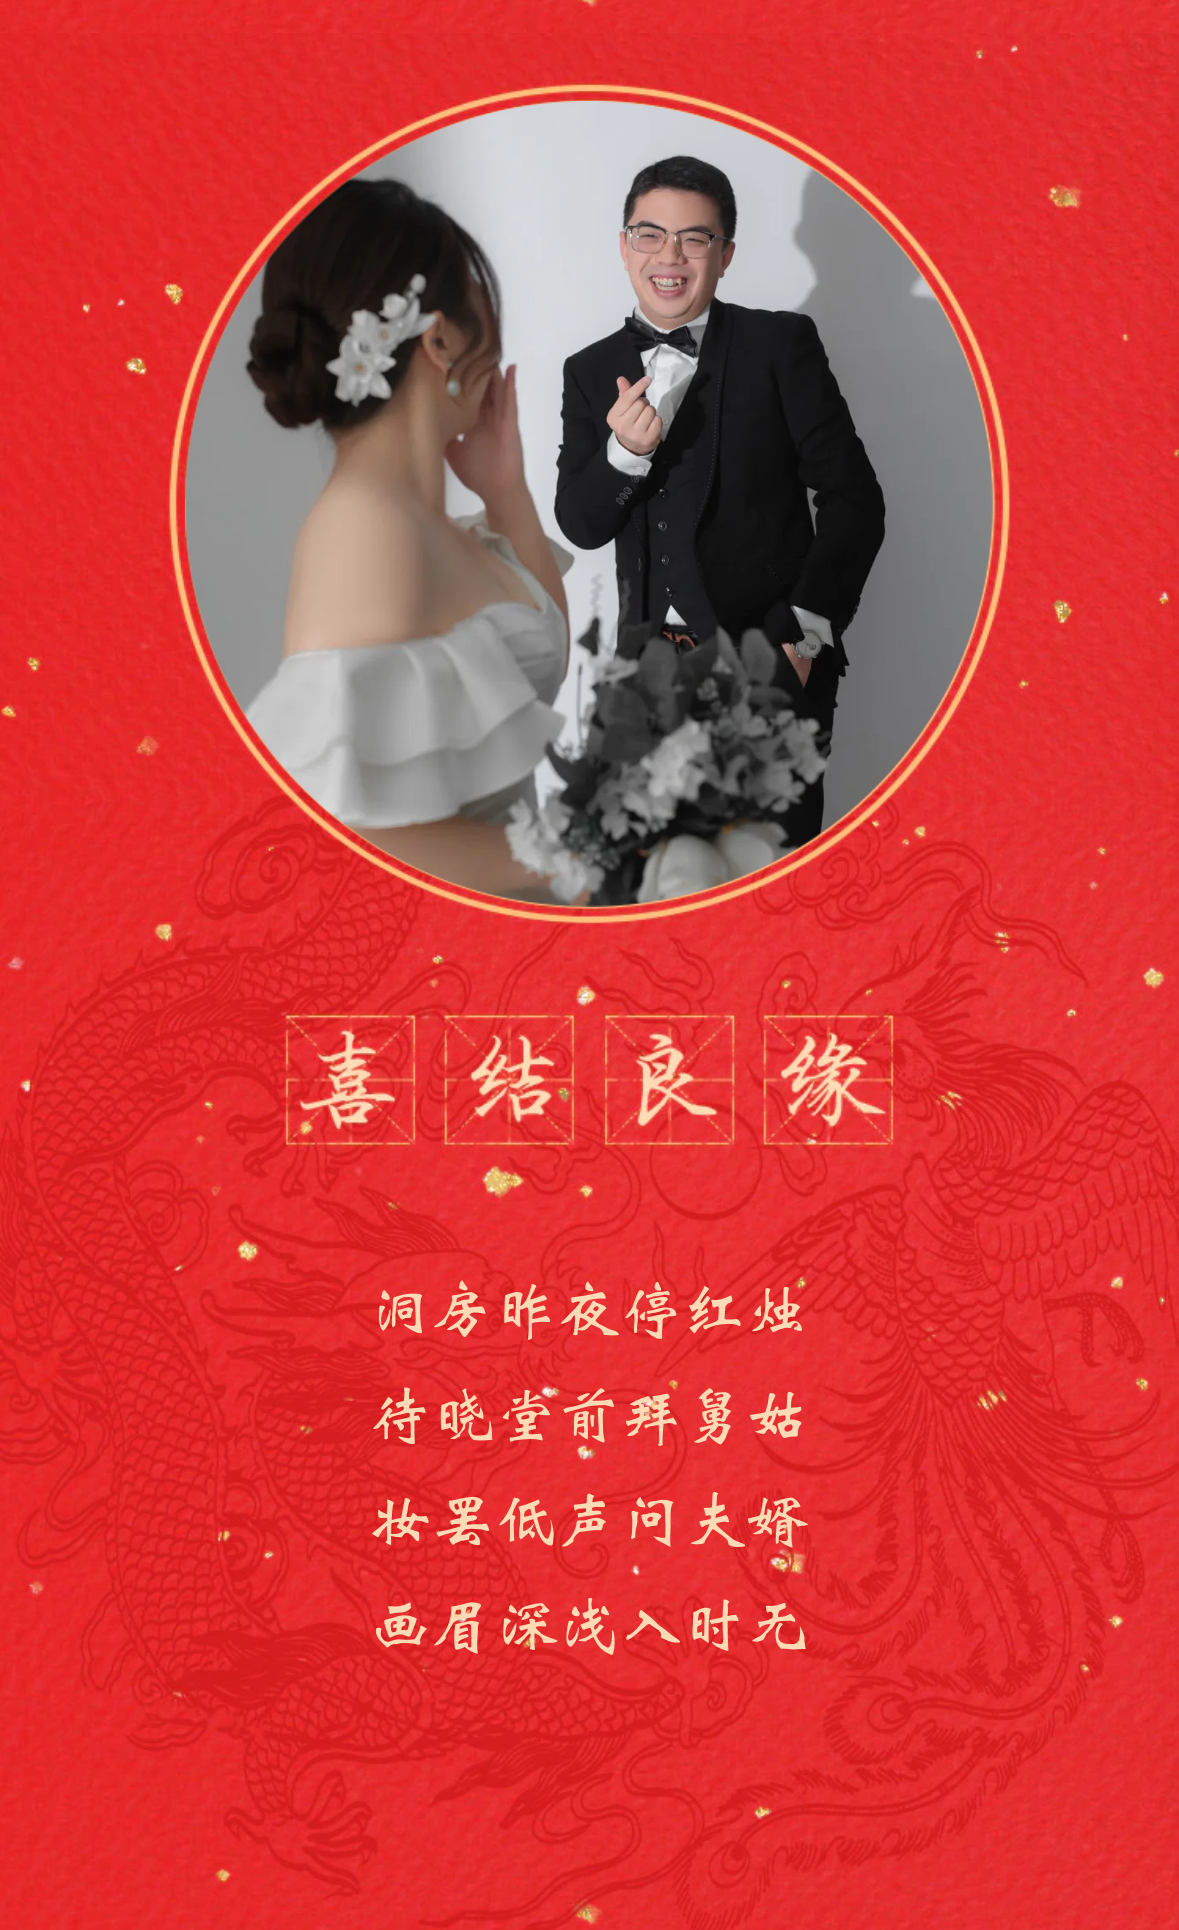 喜结良缘
洞房昨夜停红烛
待晓堂前拜舅姑
妆罢低声问夫婿
画眉深浅入时无